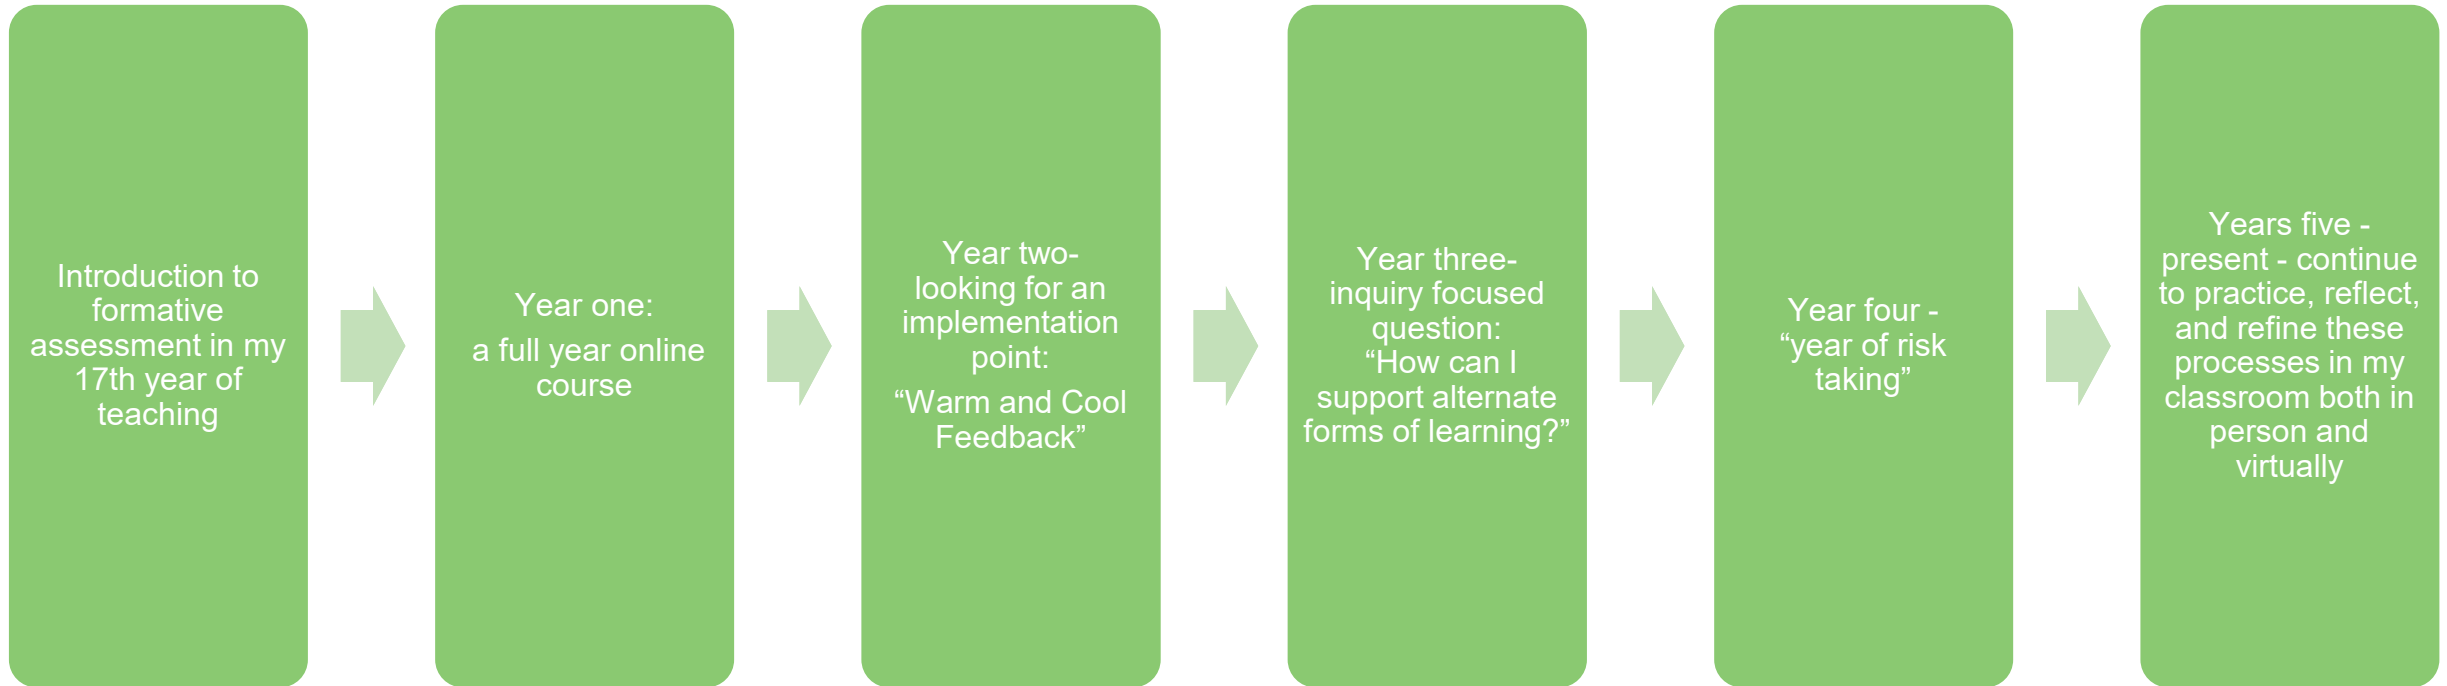 Introduction to
formative
assessment in my
17th year of
teaching
Year one:
a full year online
course
Year two-
looking for an
implementation
point:
“Warm and Cool
Feedback”
Year three-
inquiry focused
question:
“How can I
support alternate
forms of learning?”
Year four -
“year of risk
taking”
Years five -
present - continue
to practice, reflect,
and refine these
processes in my
classroom both in
person and
virtually